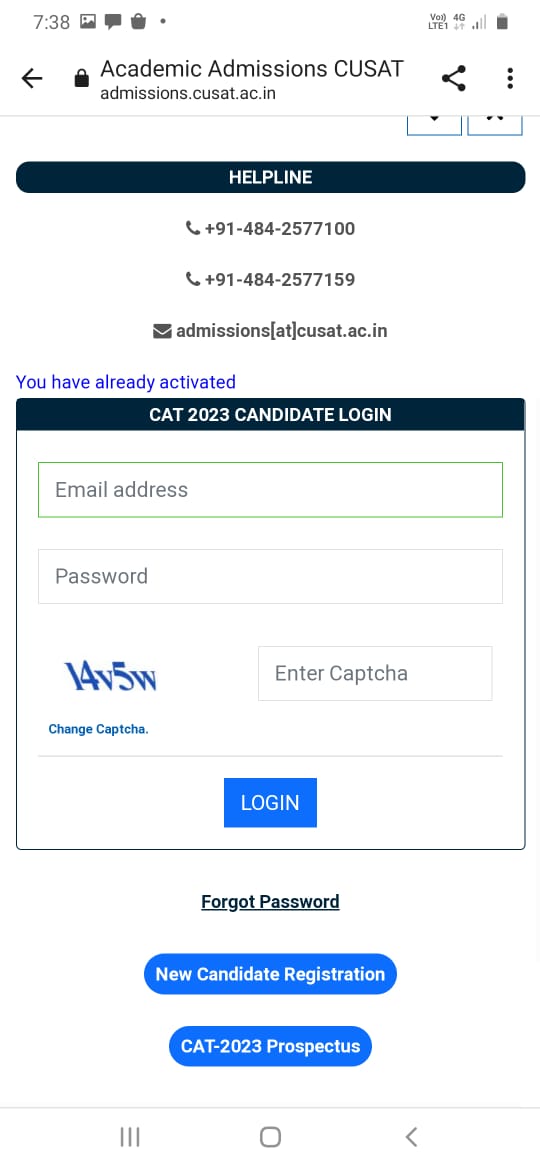 7:38
Vo)) 4G
LTE1
Academic Admissions CUSAT
admissions.cusat.ac.in
HELPLINE
+91-484-2577100
+91-484-2577159
admissions[at]cusat.ac.in
You have already activated
CAT 2023 CANDIDATE LOGIN
Email address
Password
14v5w
Enter Captcha
Change Captcha.
LOGIN
Forgot Password
New Candidate Registration
CAT-2023 Prospectus